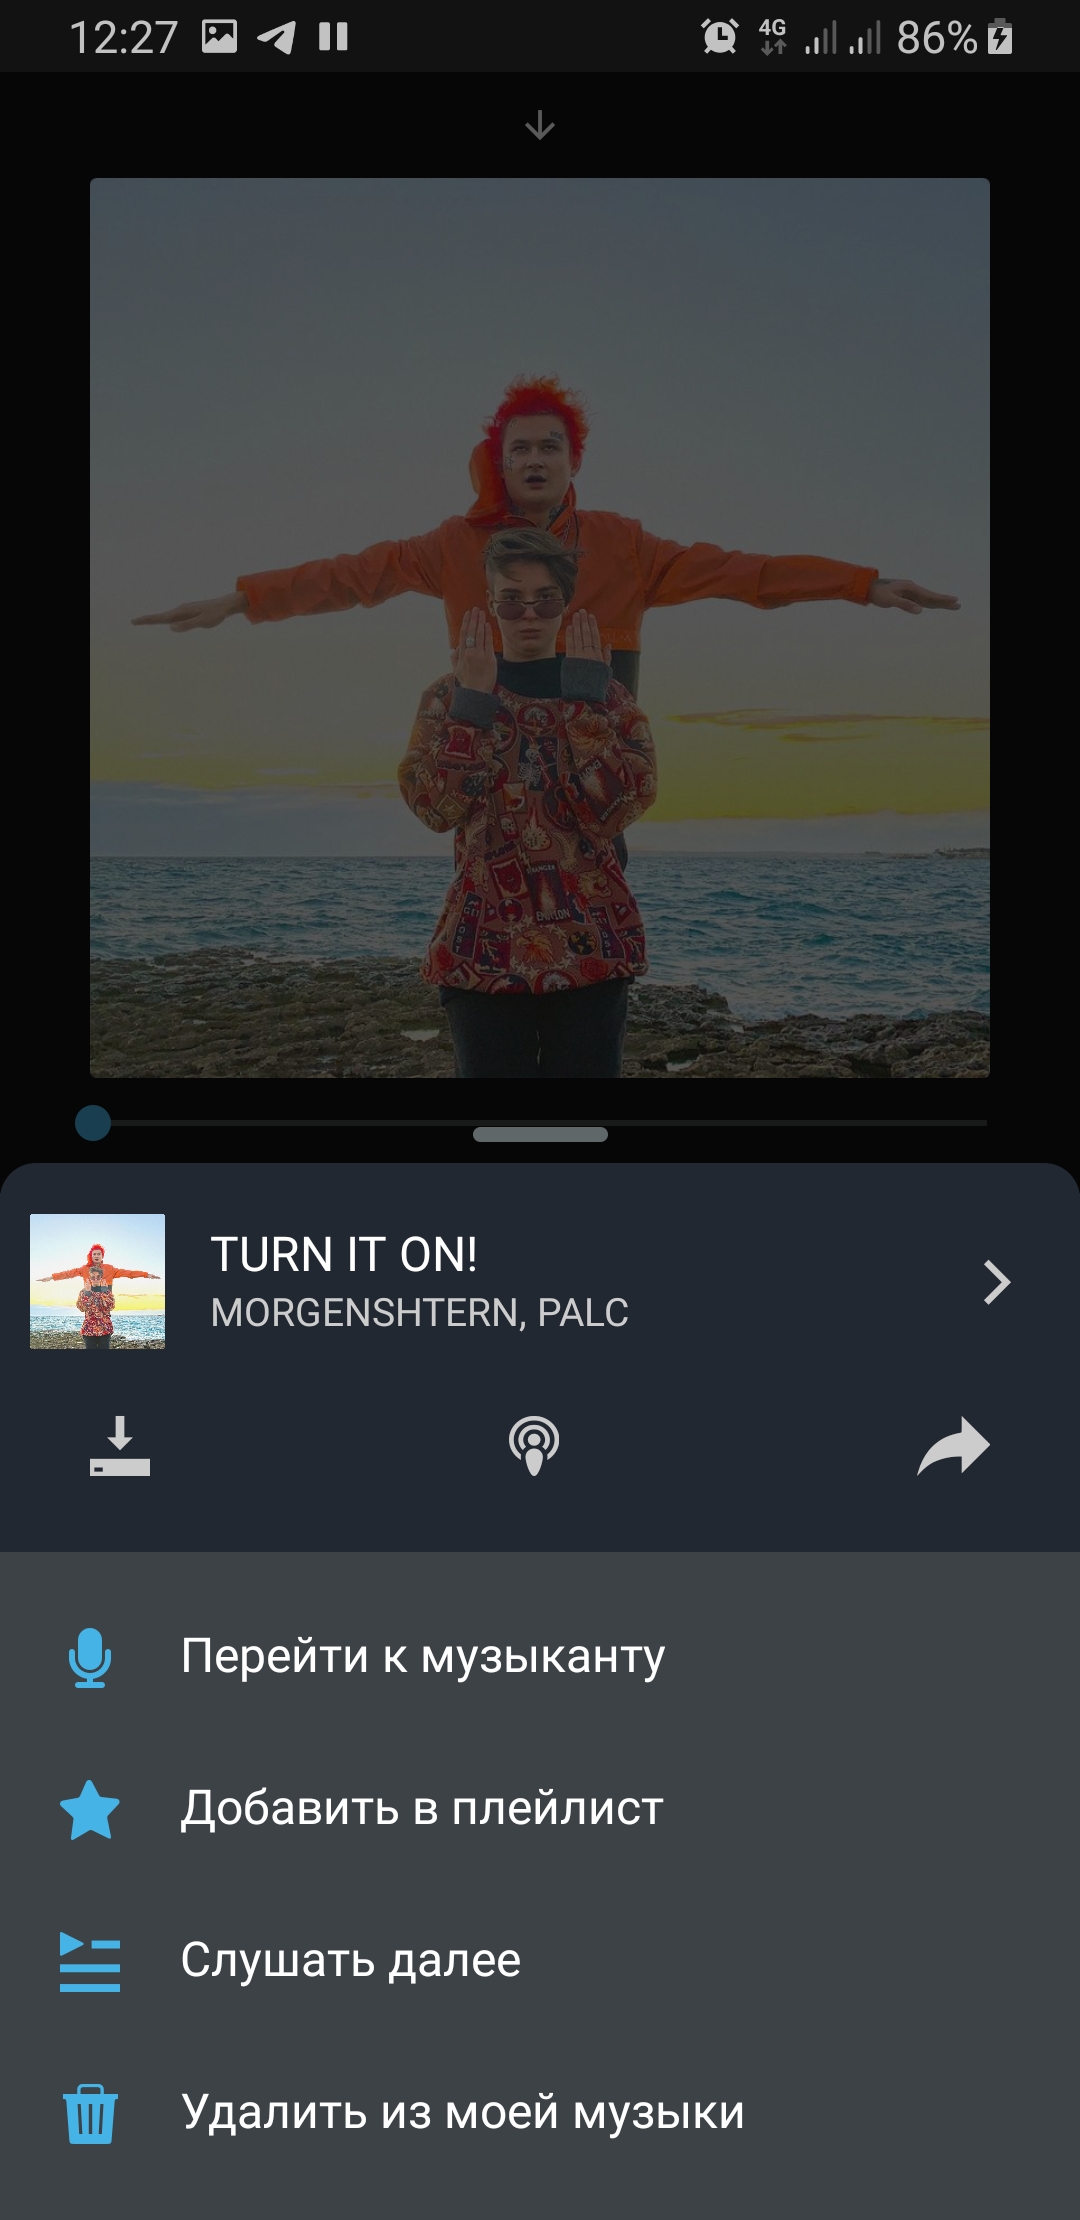 12:27 4G 86%
TURN IT ON!
MORGENSHTERN, PALC
Перейти к музыканту
Добавить в плейлист
Слушать далее
Удалить из моей музыки